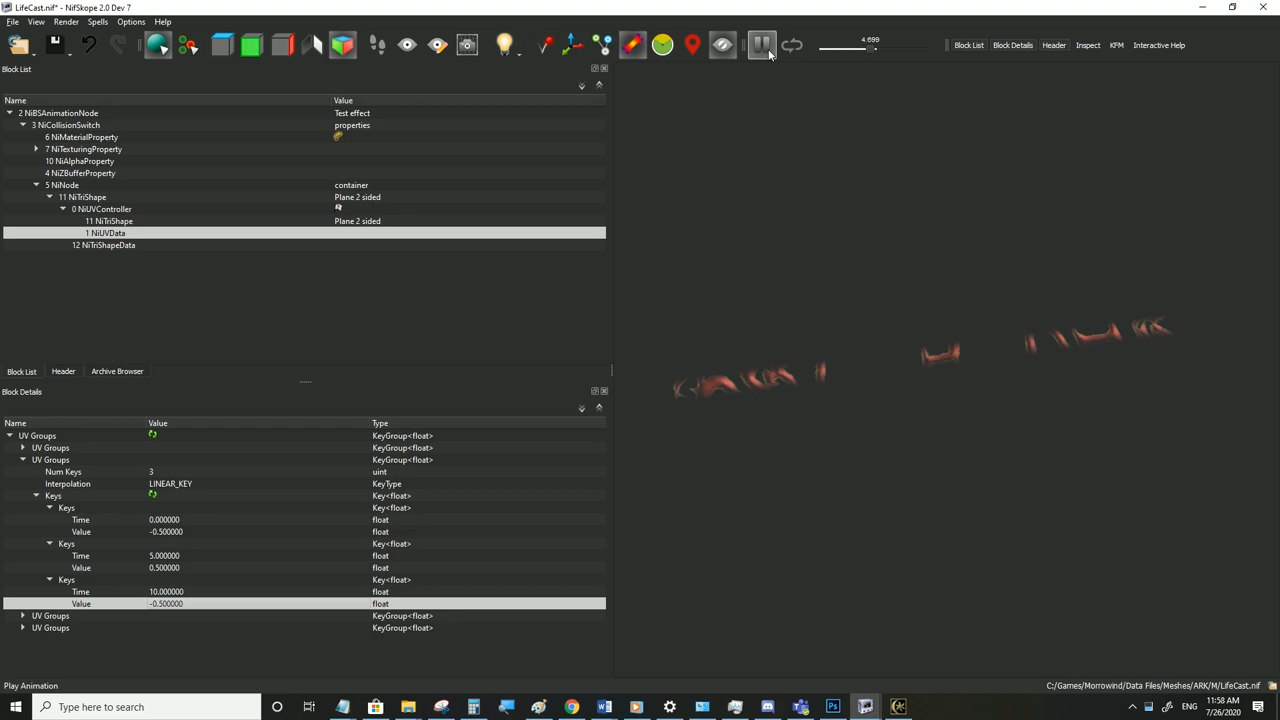 LifeCast.nif* - NifSkope 2.0 Dev 7
File View Render Spells Options Help
4.699
Block List Block Details Header Inspect KFM Interactive Help
Block List
Name Value
2 NiBSAnimationNode Test effect
3 NiCollisionSwitch properties
6 NiMaterialProperty
7 NiTexturingProperty
10 NiAlphaProperty
4 NiZBufferProperty
5 NiNode container
11 NiTriShape Plane 2 sided
0 NiUVController
11 NiTriShape Plane 2 sided
1 NiUVData
12 NiTriShapeData
Block List Header Archive Browser
Block Details
Name Value Type
UV Groups KeyGroup<float>
UV Groups KeyGroup<float>
UV Groups KeyGroup<float>
Num Keys 3 uint
Interpolation LINEAR_KEY KeyType
Keys Key<float>
Keys Key<float>
Time 0.000000 float
Value -0.500000 float
Keys Key<float>
Time 5.000000 float
Value 0.500000 float
Keys Key<float>
Time 10.000000 float
Value -0.500000 float
UV Groups KeyGroup<float>
UV Groups KeyGroup<float>
Play Animation C:/Games/Morrowind/Data Files/Meshes/ARK/M/LifeCast.nif
Type here to search
ENG
11:58 AM
7/26/2020